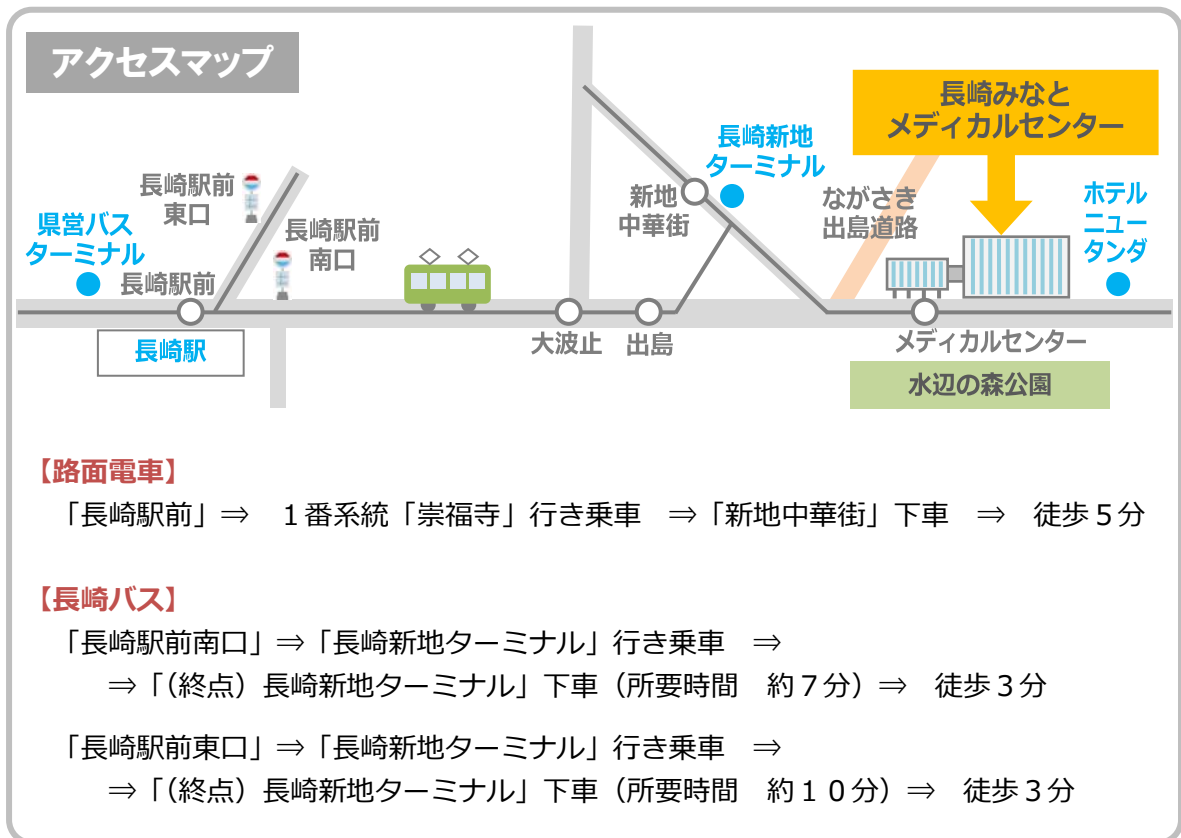 アクセスマップ
長崎みなと
メディカルセンター
長崎新地
ターミナル
長崎駅前
東口
県営バス
ターミナル
長崎駅前
南口
長崎駅前
長崎駅
新地
中華街
ながさき
出島道路
ホテル
ニュー
タンダ
大波止
出島
メディカルセンター
水辺の森公園
【路面電車】
「長崎駅前」⇒　１番系統「崇福寺」行き乗車　⇒「新地中華街」下車　⇒　徒歩５分
【長崎バス】
「長崎駅前南口」⇒「長崎新地ターミナル」行き乗車　⇒
⇒「（終点）長崎新地ターミナル」下車（所要時間　約７分）⇒　徒歩３分
「長崎駅前東口」⇒「長崎新地ターミナル」行き乗車　⇒
⇒「（終点）長崎新地ターミナル」下車（所要時間　約１０分）⇒　徒歩３分